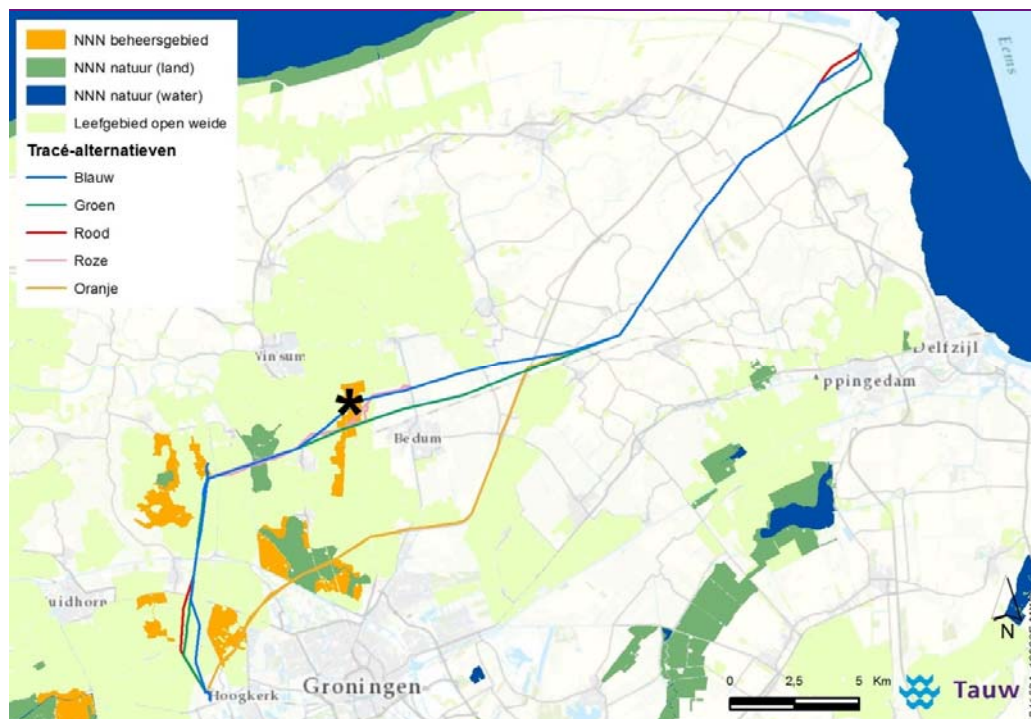 NNN beheersgebied
NNN natuur (land)
NNN natuur (water)
Leefgebied open weide
Tracé-alternatieven
Blauw
Groen
Rood
Roze
Oranje
Eems
Delfzijl
Appingedam
Bedum
Hoogkerk
Groningen
N
0 2,5 5 Km
Tauw